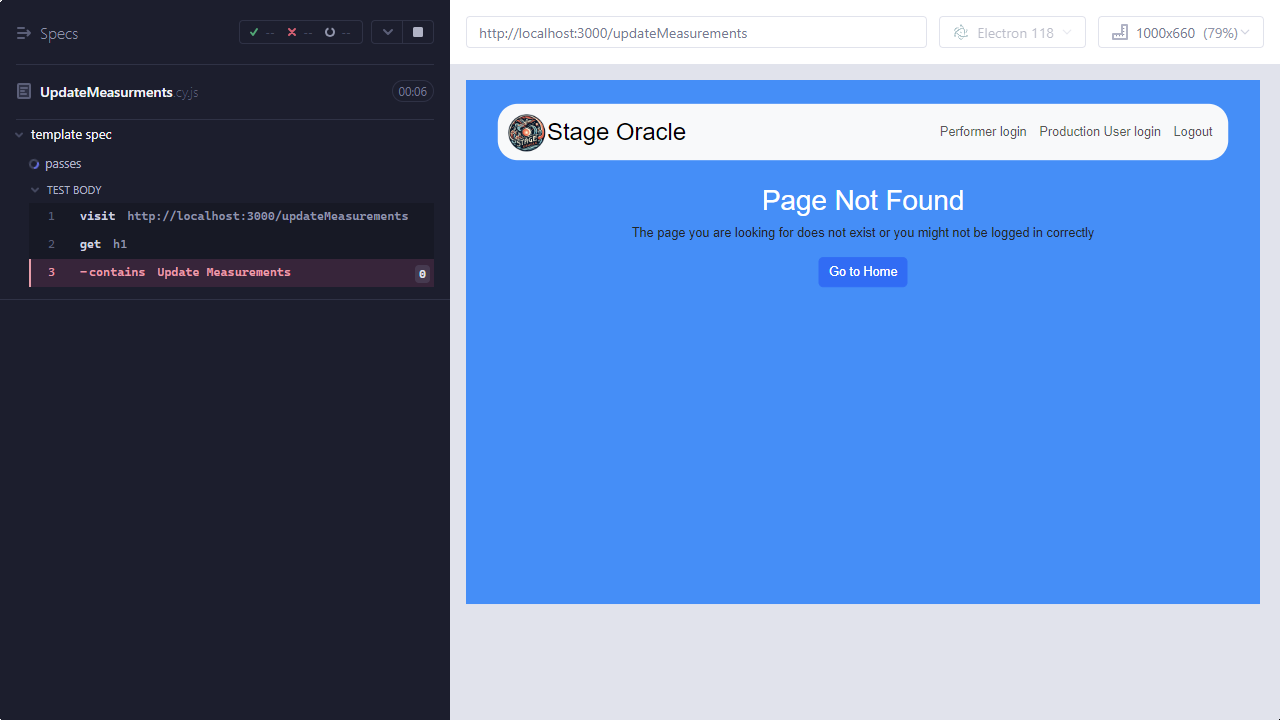 Specs
-- -- --
UpdateMeasurments.cy.js
00:06
template spec
passes
TEST BODY
1 visit http://localhost:3000/updateMeasurements
2 get h1
3 -contains Update Measurements 0
http://localhost:3000/updateMeasurements
Electron 118
1000x660 (79%)
Stage Oracle
Performer login Production User login Logout
Page Not Found
The page you are looking for does not exist or you might not be logged in correctly
Go to Home